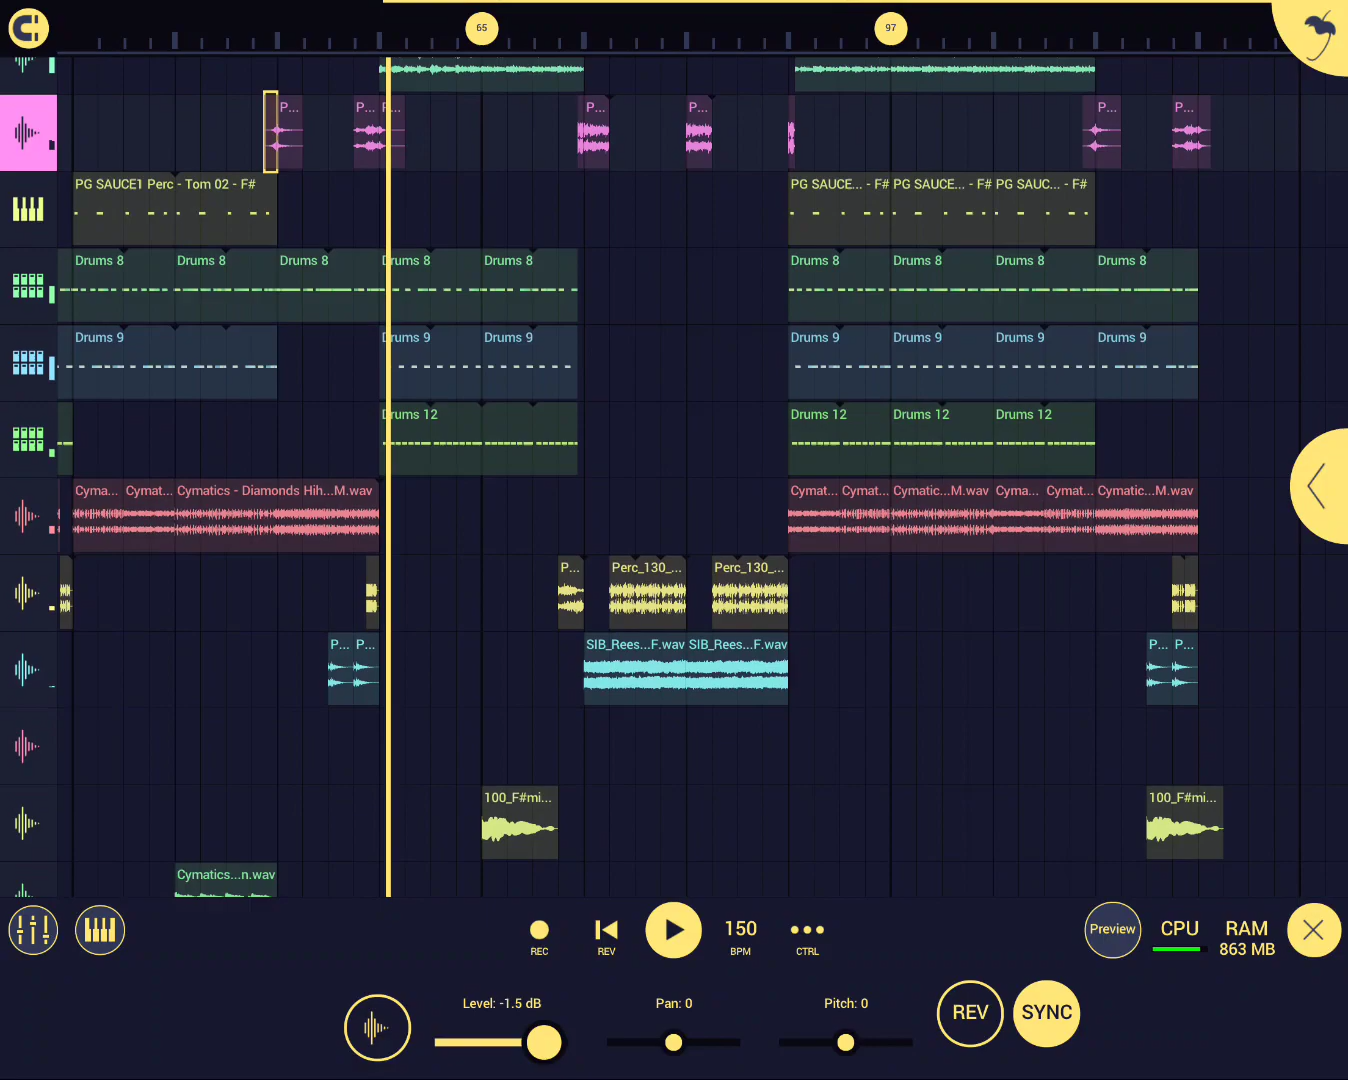 65
97
P...
P...
P...
P...
P...
P...
PG SAUCE1 Perc - Tom 02 - F#
PG SAUCE... - F#
PG SAUCE... - F#
PG SAUC... - F#
Drums 8
Drums 8
Drums 8
Drums 8
Drums 8
Drums 8
Drums 8
Drums 8
Drums 8
Drums 9
Drums 9
Drums 9
Drums 9
Drums 9
Drums 9
Drums 9
Drums 12
Drums 12
Drums 12
Drums 12
Cyma...
Cymat...
Cymatics - Diamonds Hih...M.wav
Cymat...
Cymat...
Cymatic...M.wav
Cyma...
Cymat...
Cymatic...M.wav
P...
Perc_130_...
Perc_130_...
P...
P...
SIB_Rees...F.wav
SIB_Rees...F.wav
P...
P...
100_F#mi...
100_F#mi...
Cymatics...n.wav
REC
REV
150
BPM
CTRL
Preview
CPU
RAM
863 MB
Level: -1.5 dB
Pan: 0
Pitch: 0
REV
SYNC